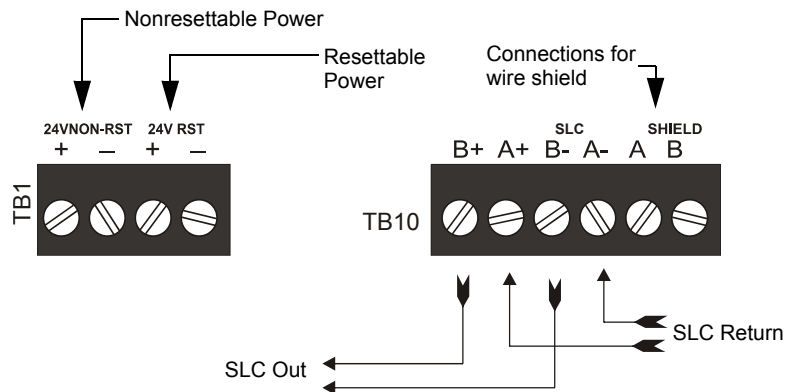 Nonresettable Power
Resettable
Power
Connections for
wire shield
24VNON-RST 24V RST
+ — + —
TB1
SLC SHIELD
B+ A+ B- A- A B
TB10
SLC Return
SLC Out